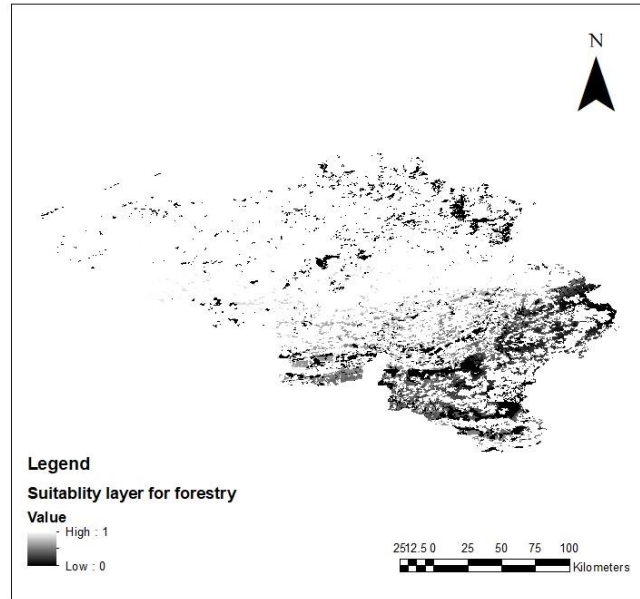 N
Legend
Suitablity layer for forestry
Value
High : 1
Low : 0
2512.5 0 25 50 75 100
Kilometers